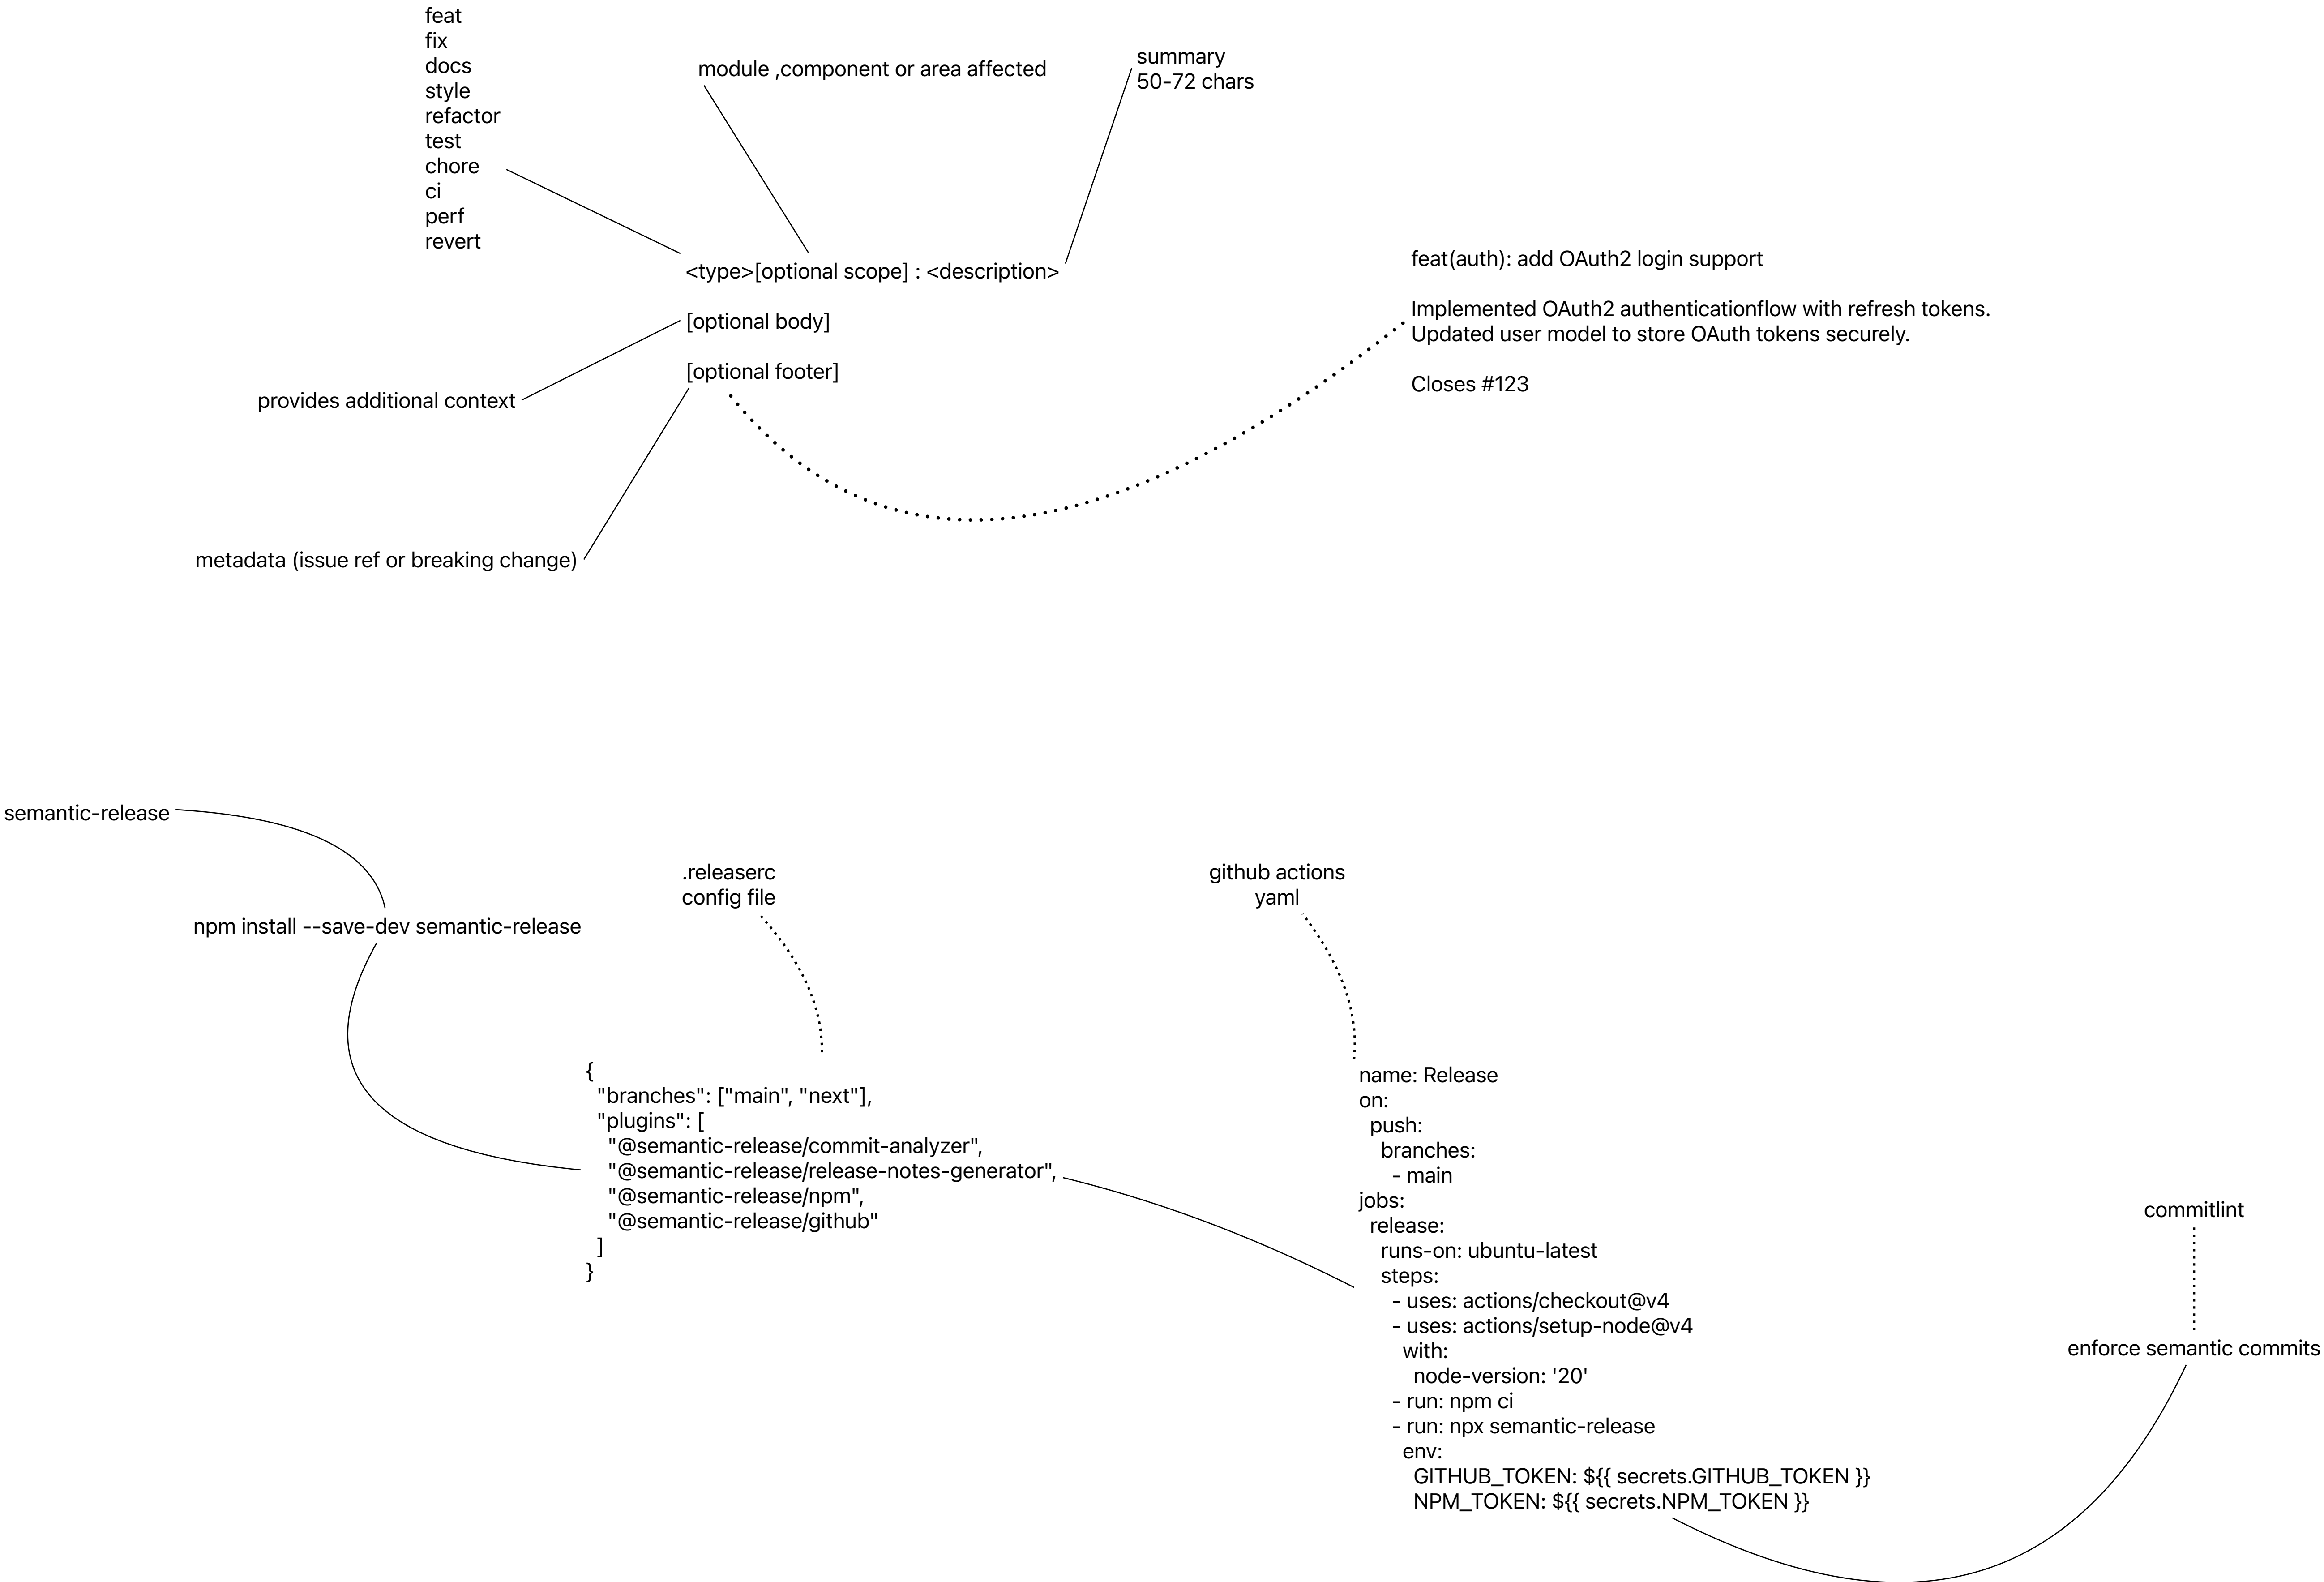 feat
fix
docs
style
refactor
test
chore
ci
perf
revert
module ,component or area affected
summary
50-72 chars
<type>[optional scope] : <description>
[optional body]
[optional footer]
provides additional context
metadata (issue ref or breaking change)
feat(auth): add OAuth2 login support
Implemented OAuth2 authenticationflow with refresh tokens.
Updated user model to store OAuth tokens securely.
Closes #123
semantic-release
npm install --save-dev semantic-release
.releaserc
config file
{
  "branches": ["main", "next"],
  "plugins": [
    "@semantic-release/commit-analyzer",
    "@semantic-release/release-notes-generator",
    "@semantic-release/npm",
    "@semantic-release/github"
  ]
}
github actions
yaml
name: Release
on:
  push:
    branches:
      - main
jobs:
  release:
    runs-on: ubuntu-latest
    steps:
      - uses: actions/checkout@v4
      - uses: actions/setup-node@v4
        with:
          node-version: '20'
      - run: npm ci
      - run: npx semantic-release
        env:
          GITHUB_TOKEN: ${{ secrets.GITHUB_TOKEN }}
          NPM_TOKEN: ${{ secrets.NPM_TOKEN }}
commitlint
enforce semantic commits